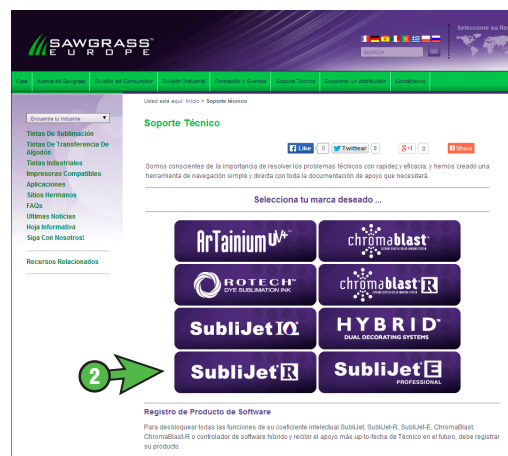 SAWGRASS™
EUROPE
Seleccione su Re
SEARCH
GO
Casa
Acerca de Sawgrass
División del Consumidor
División Industrial
Formación y Eventos
Soporte Técnico
Encontrar un distribuidor
Contáctenos
Usted está aquí: Inicio > Soporte técnico
Encuentra tu Industria
Tintas De Sublimación
Tintas De Transferencia De
Algodón
Tintas Industriales
Impresoras Compatibles
Aplicaciones
Sitios Hermanos
FAQs
Ultimas Noticias
Hoja Informativa
Siga Con Nosotros!
Recursos Relacionados
Soporte Técnico
Like 0 Twittear 0 +1 0 Share
Somos conscientes de la importancia de resolver los problemas técnicos con rapidez y eficacia, y hemos creado una
herramienta de navegación simple y directa con toda la documentación de apoyo que necesitará.
Selecciona tu marca deseado ...
ArTainium UV+
chromablast
ROTECH
DYE SUBLIMATION INK
chromablast R
SubliJet IQ
HYBRID
DUAL DECORATING SYSTEMS
2
SubliJet R
SubliJet E
PROFESSIONAL
Registro de Producto de Software
Para desbloquear todas las funciones de su coeficiente intelectual SubliJet, SubliJet-R, SubliJet-E, ChromaBlast,
ChromaBlast-R o controlador de software híbrido y recibir el apoyo más up-to-fecha de Técnico en el futuro, debe registrar
su producto.